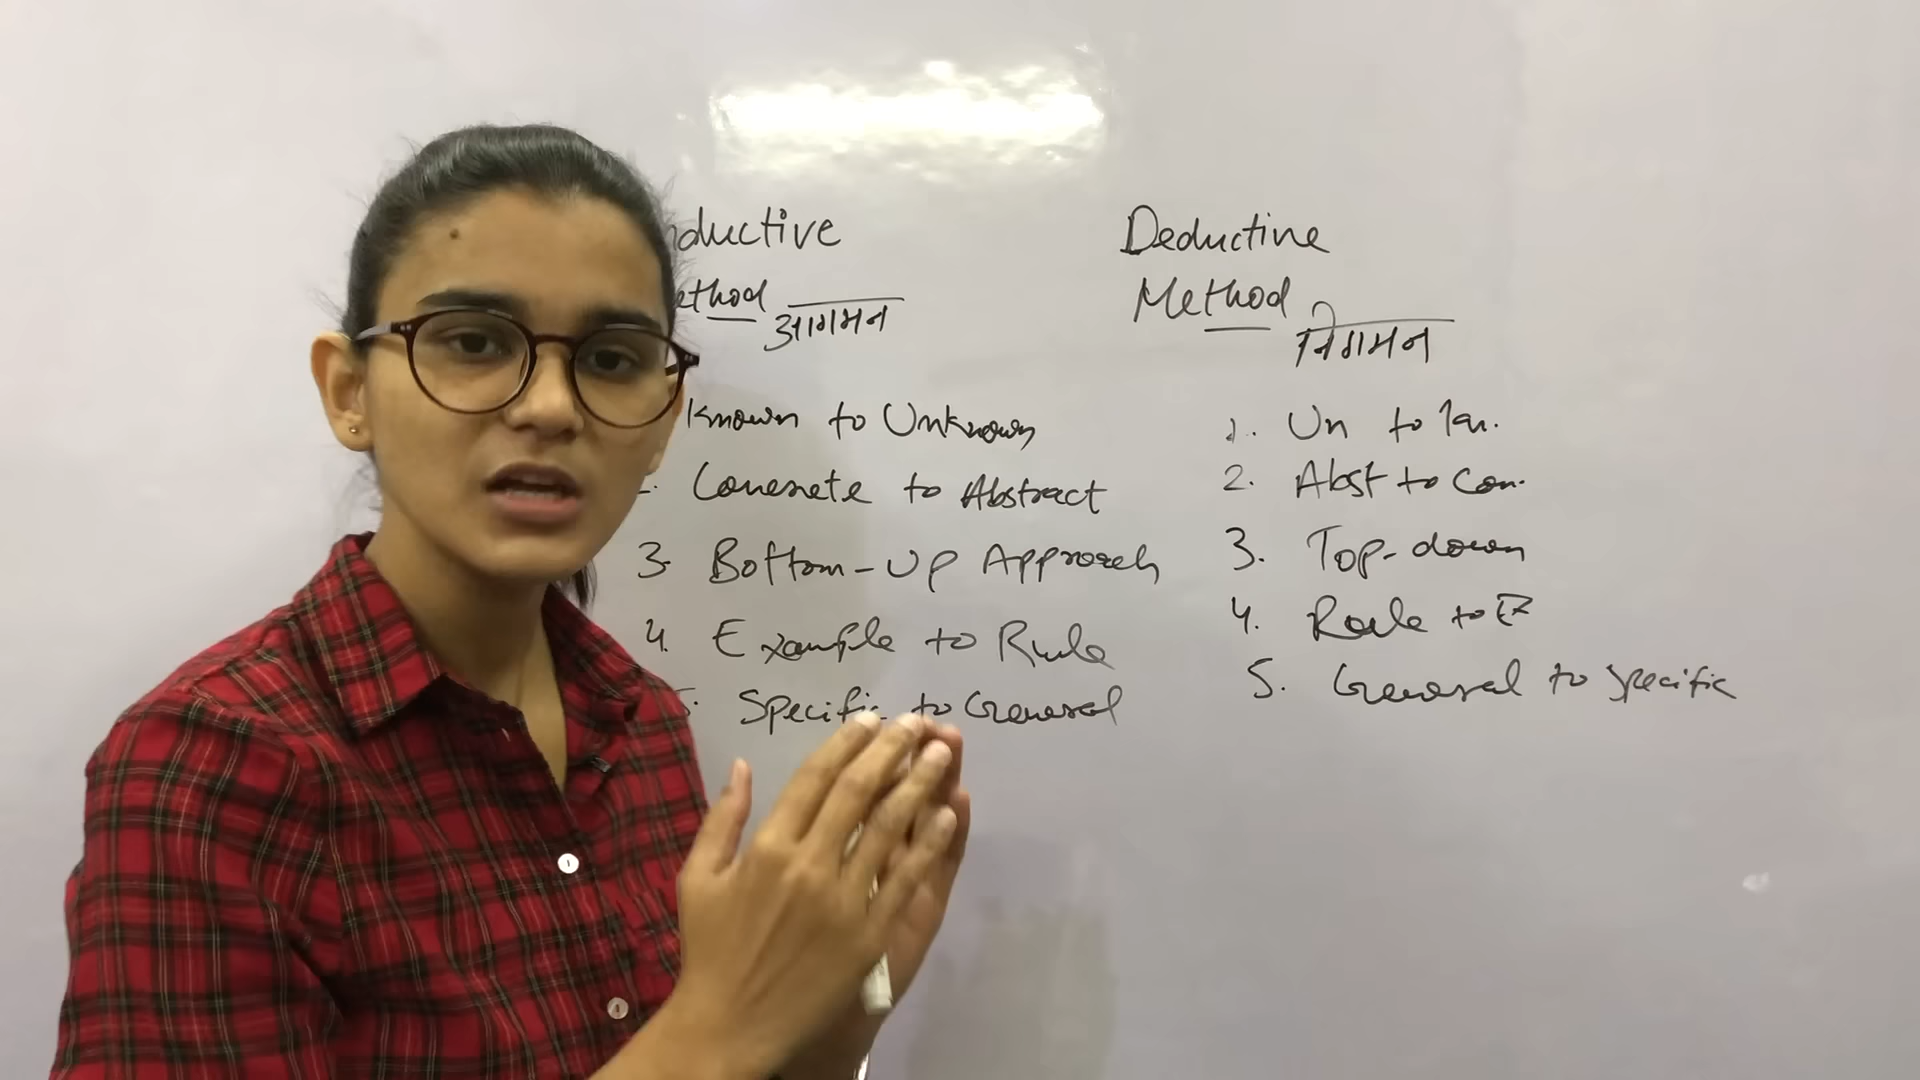 nductive
ethod आगमन
Known to Unknown
Concrete to Abstract
3. Bottom-Up Approach
4. Example to Rule
5. Specific to General
Deductive
Method निगमन
1. Un to kn.
2. Abst to Con.
3. Top-down
4. Rule to E
5. General to Specific